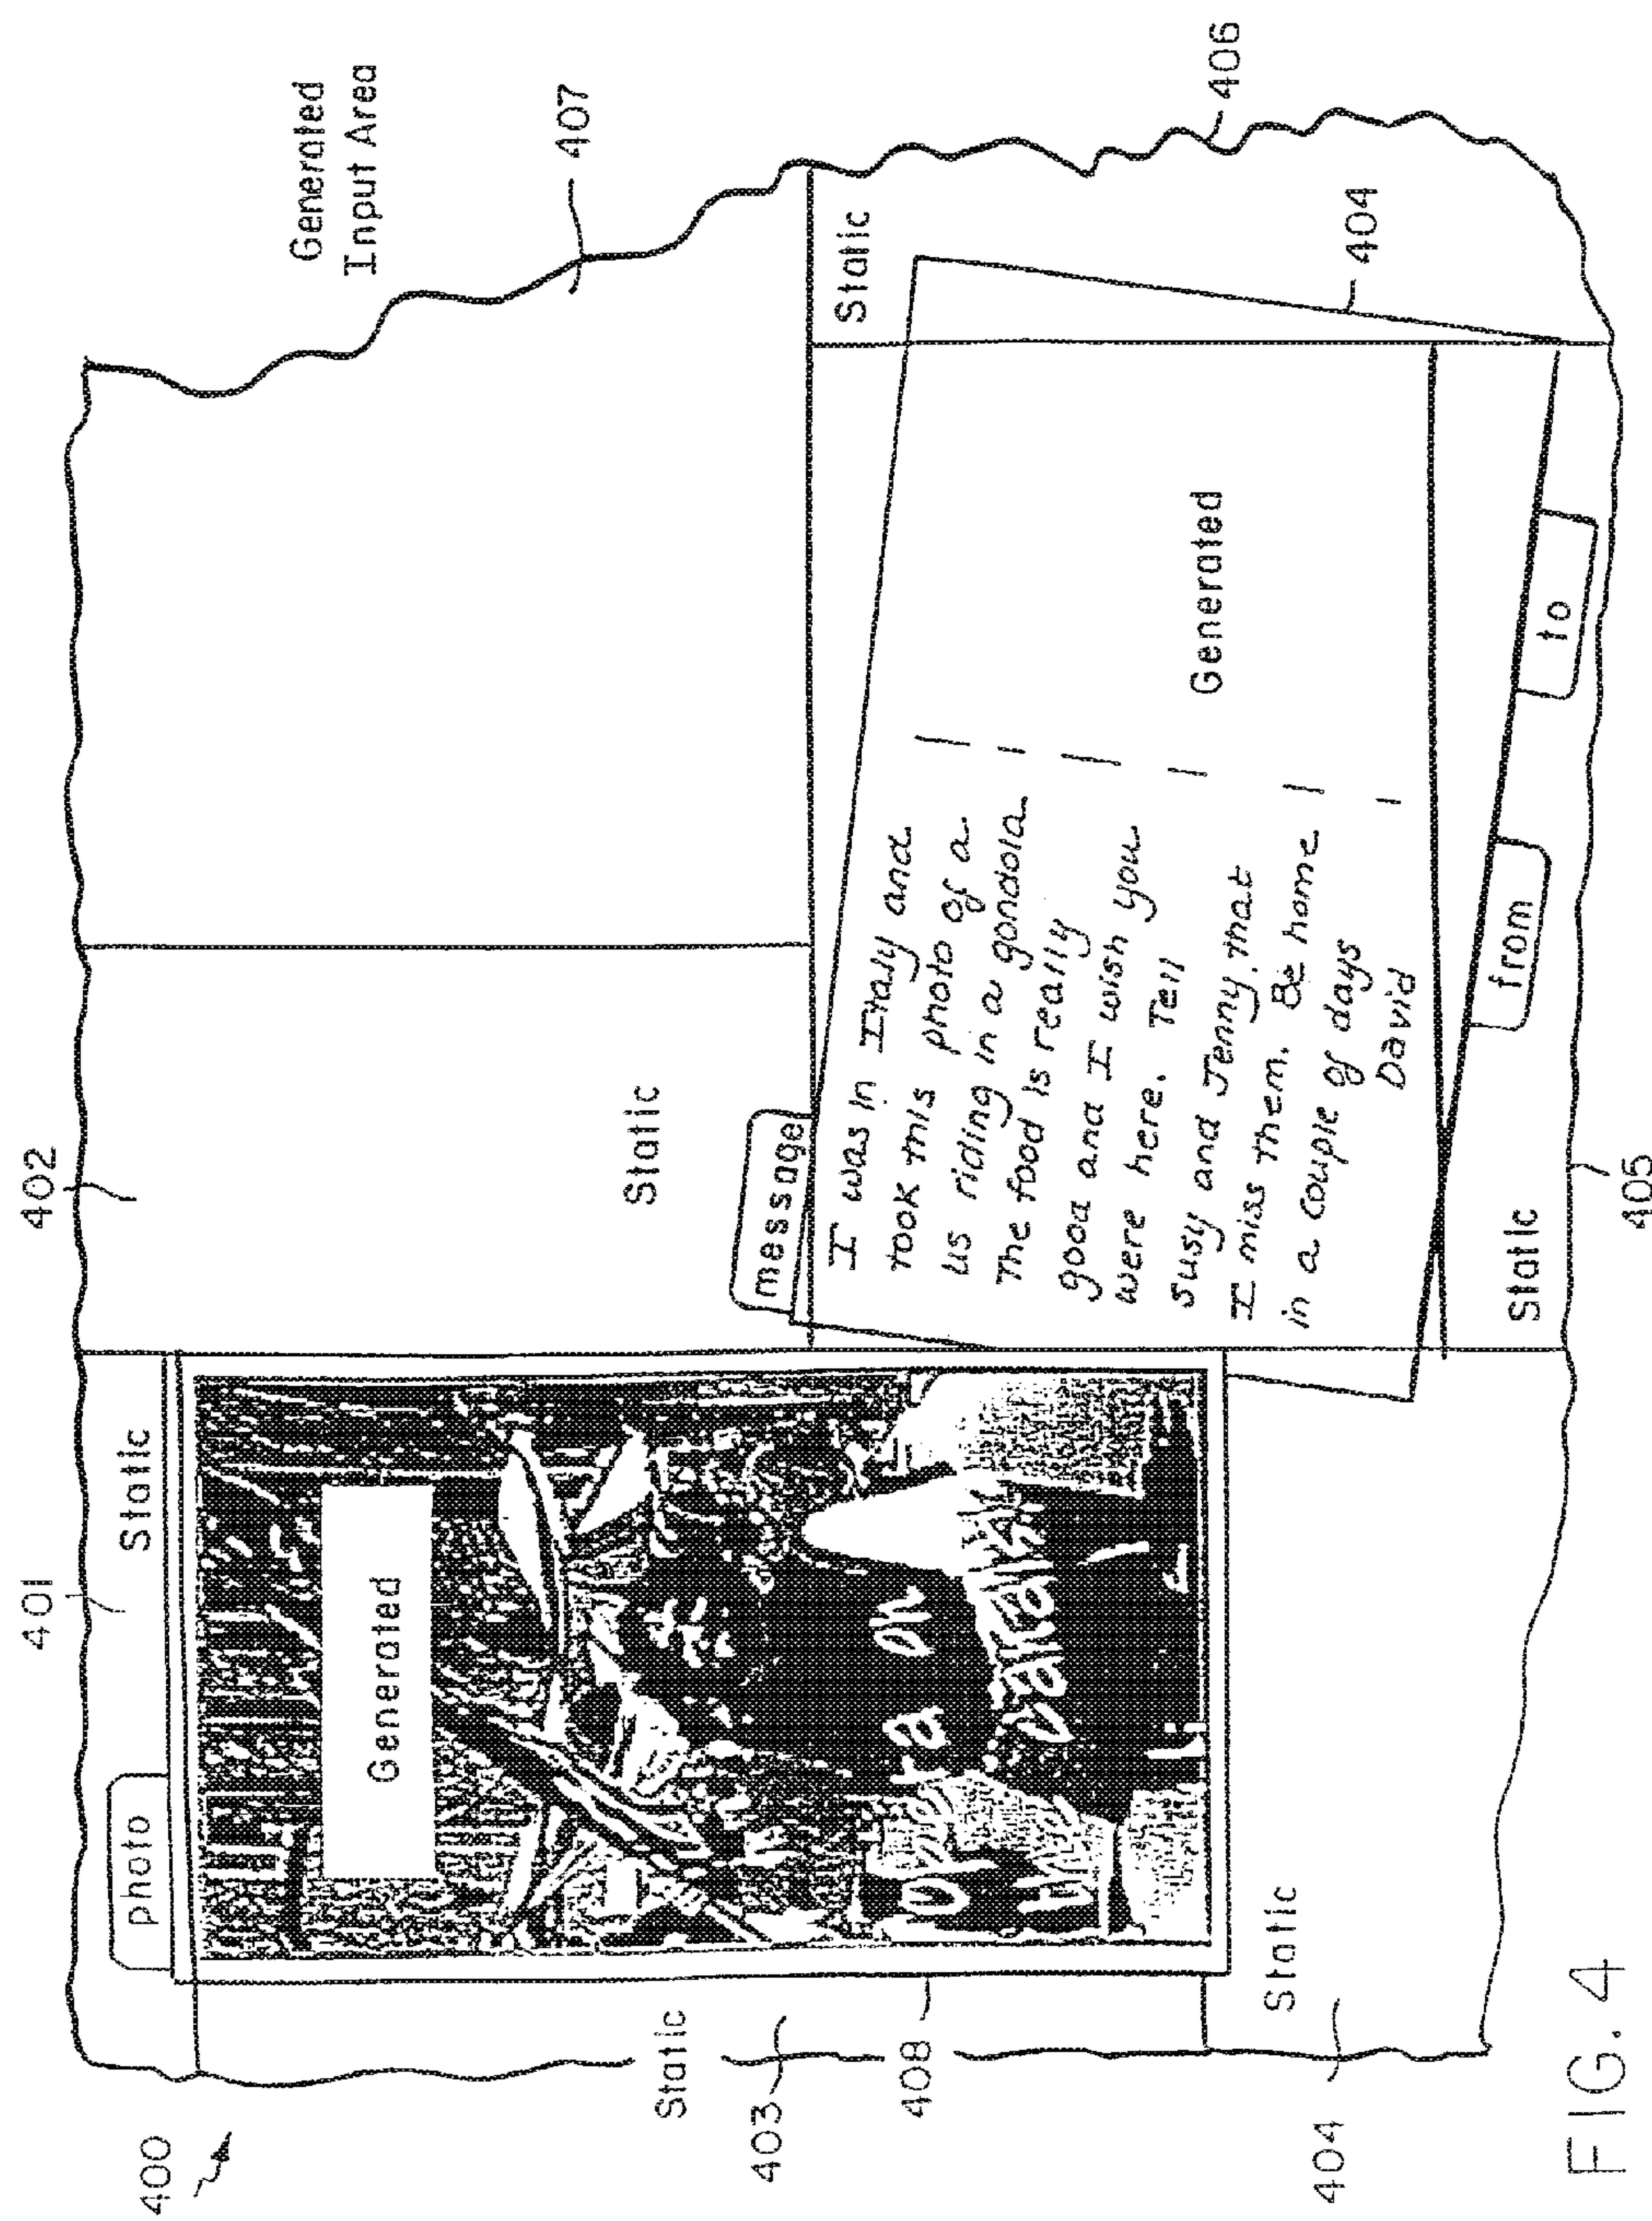 400
401
402
photo
Static
Generated
Input Area
407
Generated
Static
403
408
Static
message
Static
406
I was in Italy and
took this photo of a
us riding in a gondola
The food is really
good and I wish you
were here. Tell
susy and Jenny that
I miss them. Be home
in a couple of days
David
Generated
404
404
Static
from
to
Static
405
FIG. 4